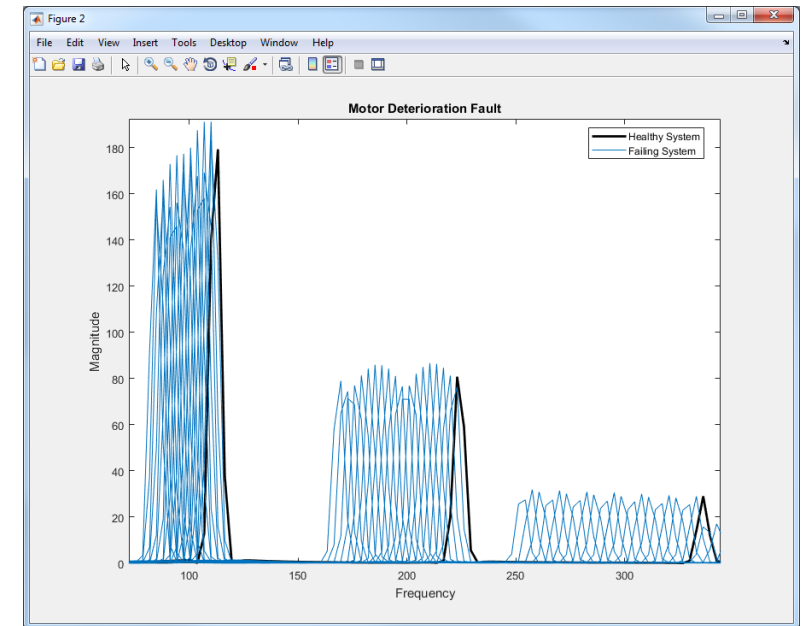 Figure 2
File Edit View Insert Tools Desktop Window Help
Motor Deterioration Fault
Healthy System
Failing System
180
160
140
120
100
80
60
40
20
0
Magnitude
100 150 200 250 300
Frequency